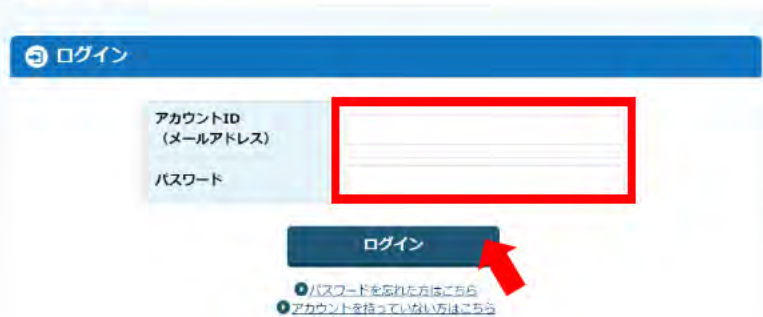 ログイン
アカウントID
（メールアドレス）
パスワード
ログイン
パスワードを忘れた方はこちら
アカウントを持っていない方はこちら